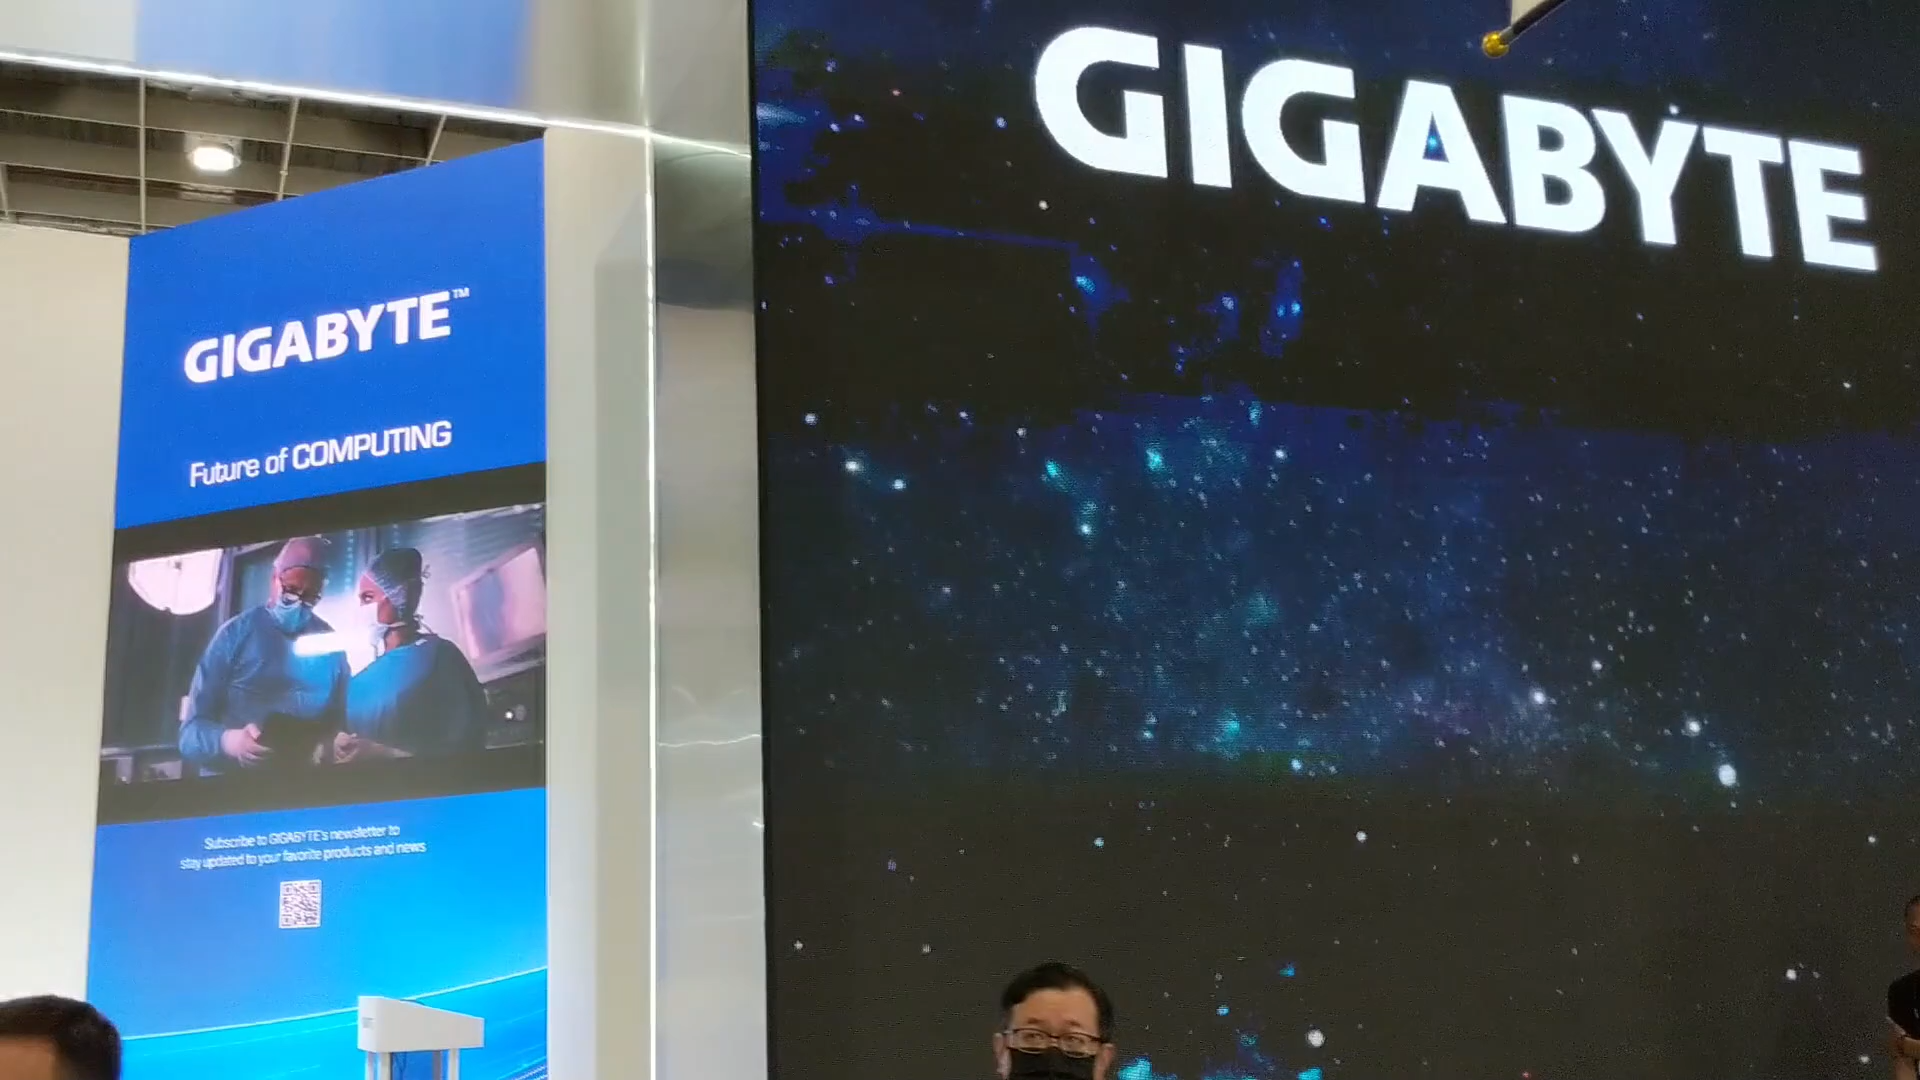 GIGABYTE™
Future of COMPUTING
Subscribe to GIGABYTE's newsletter to
stay updated to your favorite products and news
GIGABYTE